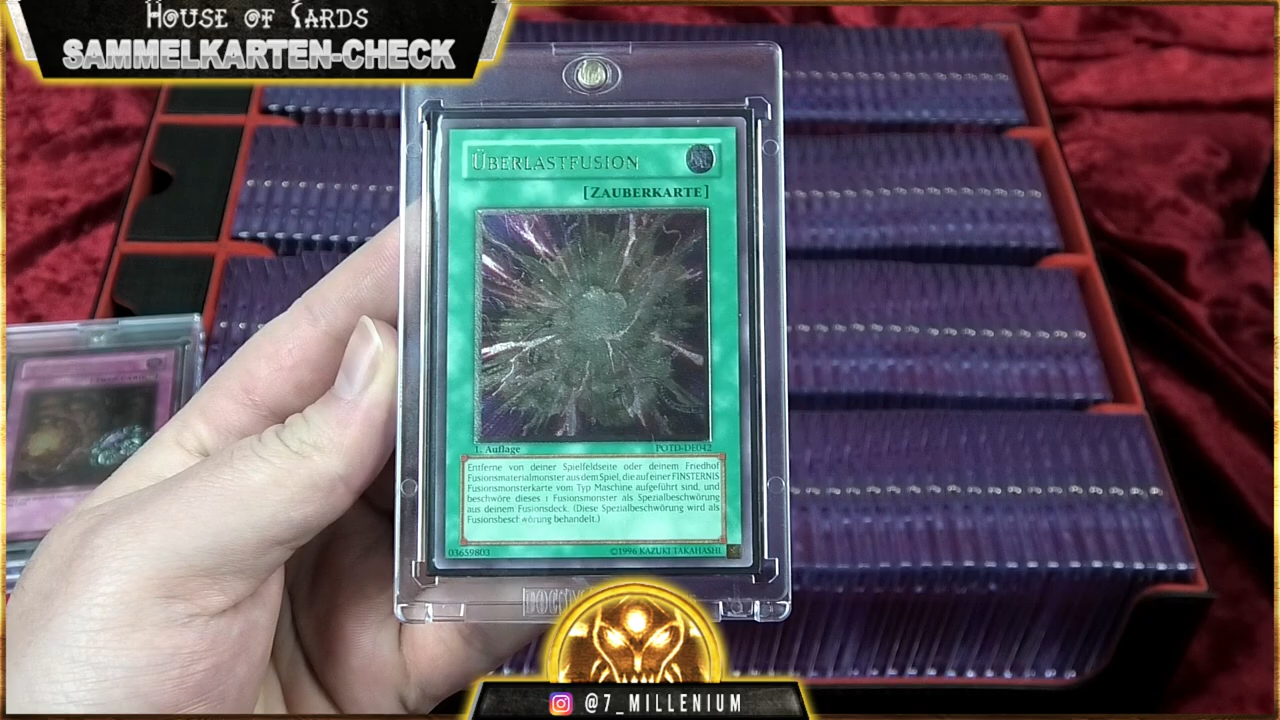 House of Cards
SAMMELKARTEN-CHECK
ÜBERLASTFUSION
[ZAUBERKARTE]
1. Auflage
POTD-DE042
Entferne von deiner Spielfeldseite oder deinem Friedhof
Fusionsmaterialmonster aus dem Spiel, die auf einer FINSTERNIS
Fusionsmonsterkarte vom Typ Maschine aufgeführt sind, und
beschwöre dieses 1 Fusionsmonster als Spezialbeschwörung
aus deinem Fusionsdeck. (Diese Spezialbeschwörung wird als
Fusionsbeschwörung behandelt.)
03659803
©1996 KAZUKI TAKAHASHI
@7_MILLENIUM